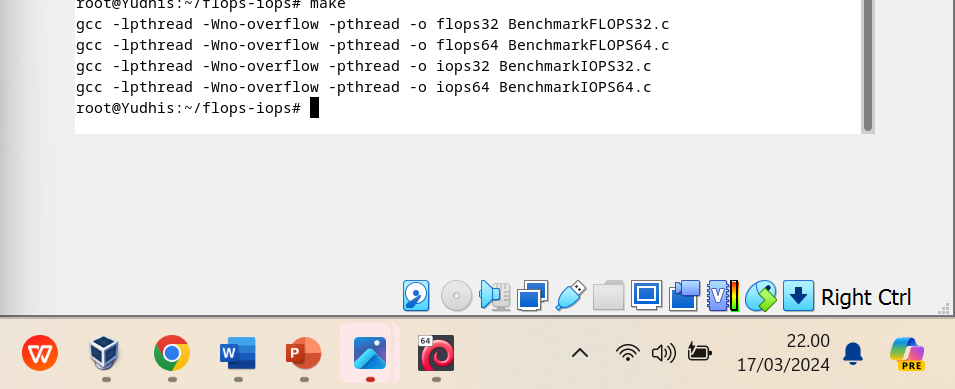 root@Yudhis:~/flops-iops# make
gcc -lpthread -Wno-overflow -pthread -o flops32 BenchmarkFLOPS32.c
gcc -lpthread -Wno-overflow -pthread -o flops64 BenchmarkFLOPS64.c
gcc -lpthread -Wno-overflow -pthread -o iops32 BenchmarkIOPS32.c
gcc -lpthread -Wno-overflow -pthread -o iops64 BenchmarkIOPS64.c
root@Yudhis:~/flops-iops#
V
Right Ctrl
W
W
P
64
22.00
17/03/2024
PRE